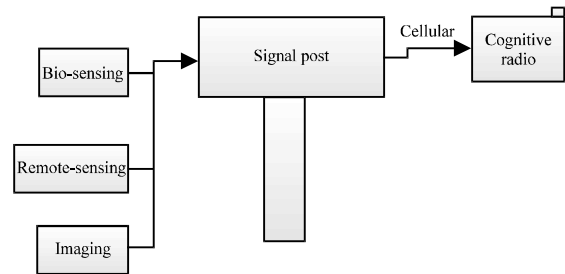 Bio-sensing
Remote-sensing
Imaging
Signal post
Cellular
Cognitive
radio